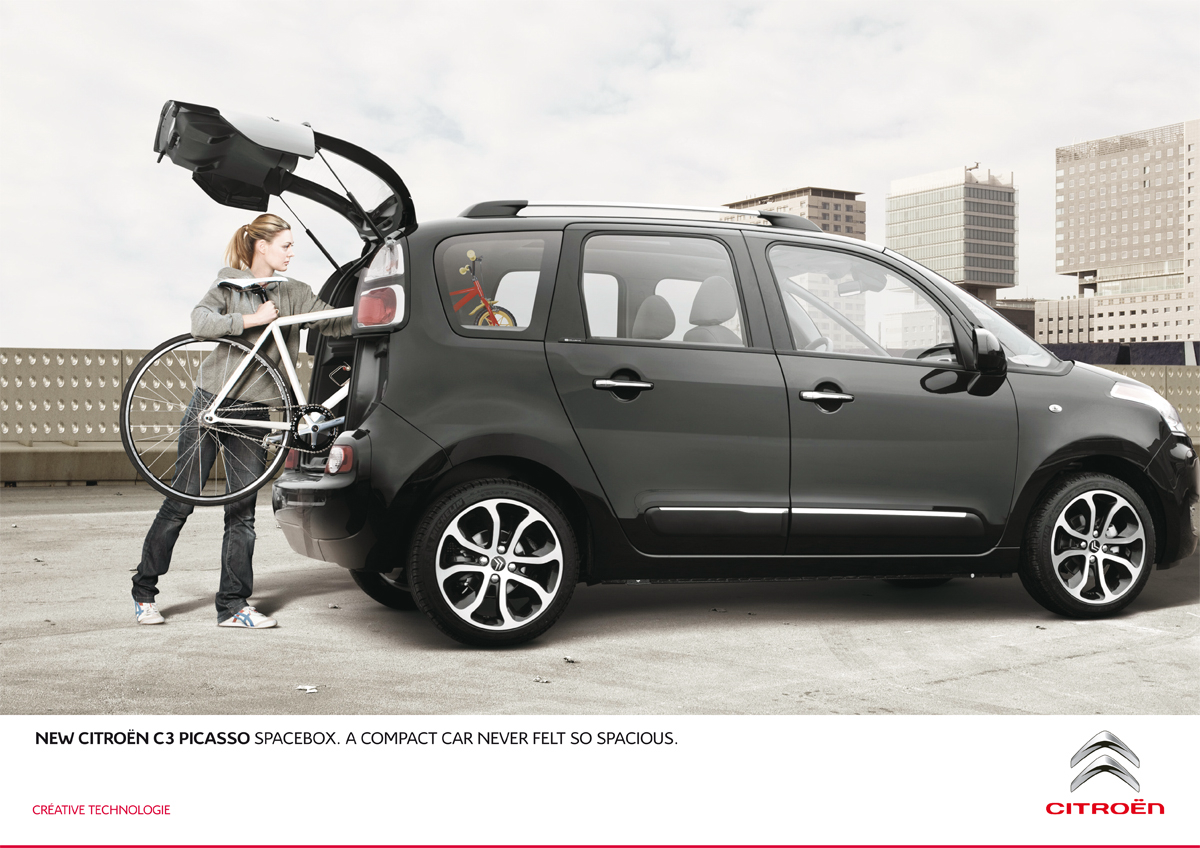 NEW CITROËN C3 PICASSO SPACEBOX. A COMPACT CAR NEVER FELT SO SPACIOUS.
CRÉATIVE TECHNOLOGIE
CITROËN